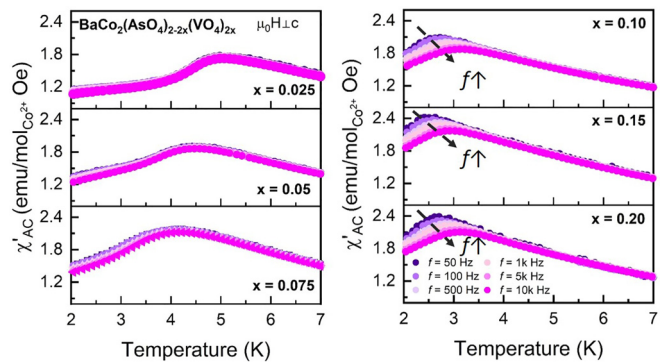 BaCo₂(AsO₄)₂₋₂ₓ(VO₄)₂ₓ μ₀H⊥c
x = 0.025
x = 0.05
x = 0.075
1.2
1.8
2.4
1.2
1.8
2.4
1.2
1.8
2.4
χ'AC (emu/molCo²⁺ Oe)
2 3 4 5 6 7
Temperature (K)
x = 0.10
f↑
x = 0.15
f↑
x = 0.20
f↑
f = 50 Hz
f = 100 Hz
f = 500 Hz
f = 1k Hz
f = 5k Hz
f = 10k Hz
1.2
1.8
2.4
1.2
1.8
2.4
1.2
1.8
2.4
χ'AC (emu/molCo²⁺ Oe)
2 3 4 5 6 7
Temperature (K)